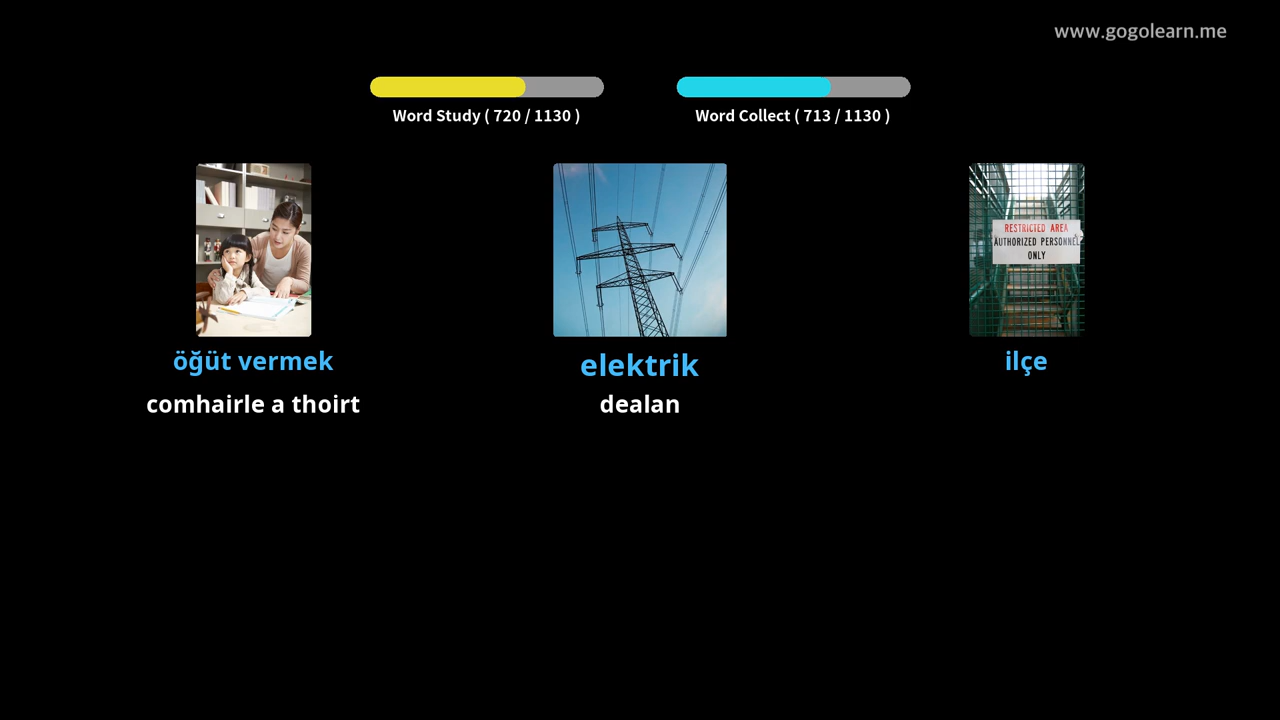 www.gogolearn.me
Word Study ( 720 / 1130 )
Word Collect ( 713 / 1130 )
RESTRICTED AREA
AUTHORIZED PERSONNEL
ONLY
öğüt vermek
elektrik
ilçe
comhairle a thoirt
dealan